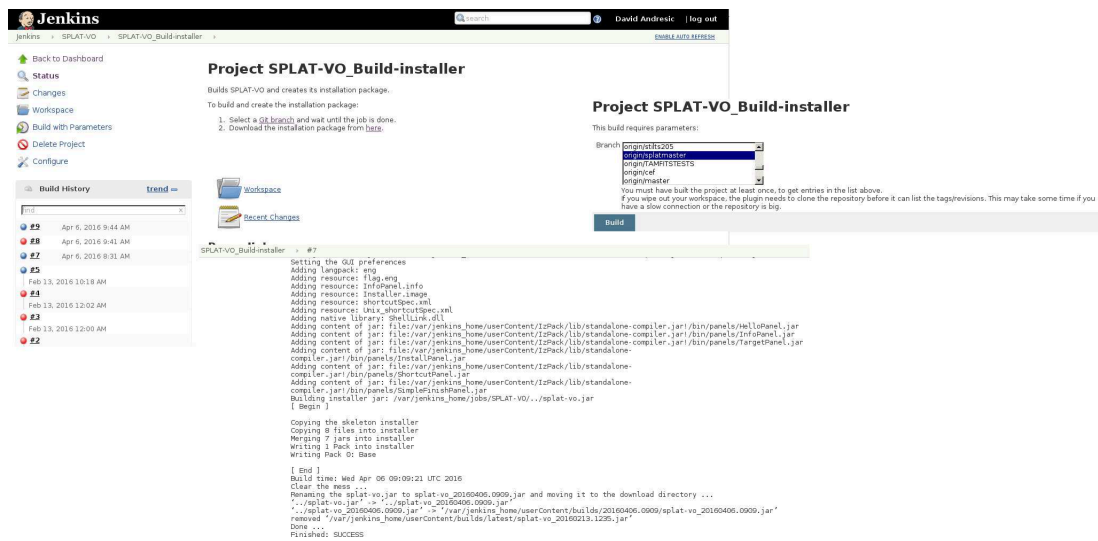 Jenkins
search
David Andresic | log out
Jenkins › SPLAT-VO › SPLAT-VO_Build-installer ›
ENABLE AUTO REFRESH
Back to Dashboard
Status
Changes
Workspace
Build with Parameters
Delete Project
Configure
Build History trend
find x
#9 Apr 6, 2016 9:44 AM
#8 Apr 6, 2016 9:41 AM
#7 Apr 6, 2016 8:31 AM
#5
Feb 13, 2016 10:18 AM
#4
Feb 13, 2016 12:02 AM
#3
Feb 13, 2016 12:00 AM
#2
Project SPLAT-VO_Build-installer
Builds SPLAT-VO and creates its installation package.
To build and create the installation package:
1. Select a Git branch and wait until the job is done.
2. Download the installation package from here.
Workspace
Recent Changes
Project SPLAT-VO_Build-installer
This build requires parameters:
Branch
origin/stilts205
origin/splatmaster
origin/TAMFITSTESTS
origin/cef
origin/master
You must have built the project at least once, to get entries in the list above.
If you wipe out your workspace, the plugin needs to clone the repository before it can list the tags/revisions. This may take some time if you
have a slow connection or the repository is big.
Build
SPLAT-VO_Build-installer › #7
Setting the GUI preferences
Adding langpack: eng
Adding resource: flag.eng
Adding resource: InfoPanel.info
Adding resource: Installer.image
Adding resource: shortcutSpec.xml
Adding resource: Unix_shortcutSpec.xml
Adding native library: ShellLink.dll
Adding content of jar: file:/var/jenkins_home/userContent/IzPack/lib/standalone-compiler.jar!/bin/panels/HelloPanel.jar
Adding content of jar: file:/var/jenkins_home/userContent/IzPack/lib/standalone-compiler.jar!/bin/panels/InfoPanel.jar
Adding content of jar: file:/var/jenkins_home/userContent/IzPack/lib/standalone-compiler.jar!/bin/panels/TargetPanel.jar
Adding content of jar: file:/var/jenkins_home/userContent/IzPack/lib/standalone-
compiler.jar!/bin/panels/InstallPanel.jar
Adding content of jar: file:/var/jenkins_home/userContent/IzPack/lib/standalone-
compiler.jar!/bin/panels/ShortcutPanel.jar
Adding content of jar: file:/var/jenkins_home/userContent/IzPack/lib/standalone-
compiler.jar!/bin/panels/SimpleFinishPanel.jar
Building installer jar: /var/jenkins_home/jobs/SPLAT-VO/../splat-vo.jar
[ Begin ]
Copying the skeleton installer
Copying 8 files into installer
Merging 7 jars into installer
Writing 1 Pack into installer
Writing Pack 0: Base
[ End ]
Build time: Wed Apr 06 09:09:21 UTC 2016
Clear the mess ...
Renaming the splat-vo.jar to splat-vo_20160406.0909.jar and moving it to the download directory ...
‘../splat-vo.jar’ -> ‘../splat-vo_20160406.0909.jar’
‘../splat-vo_20160406.0909.jar’ -> ‘/var/jenkins_home/userContent/builds/20160406.0909/splat-vo_20160406.0909.jar’
removed ‘/var/jenkins_home/userContent/builds/latest/splat-vo_20160213.1235.jar’
Done ...
Finished: SUCCESS